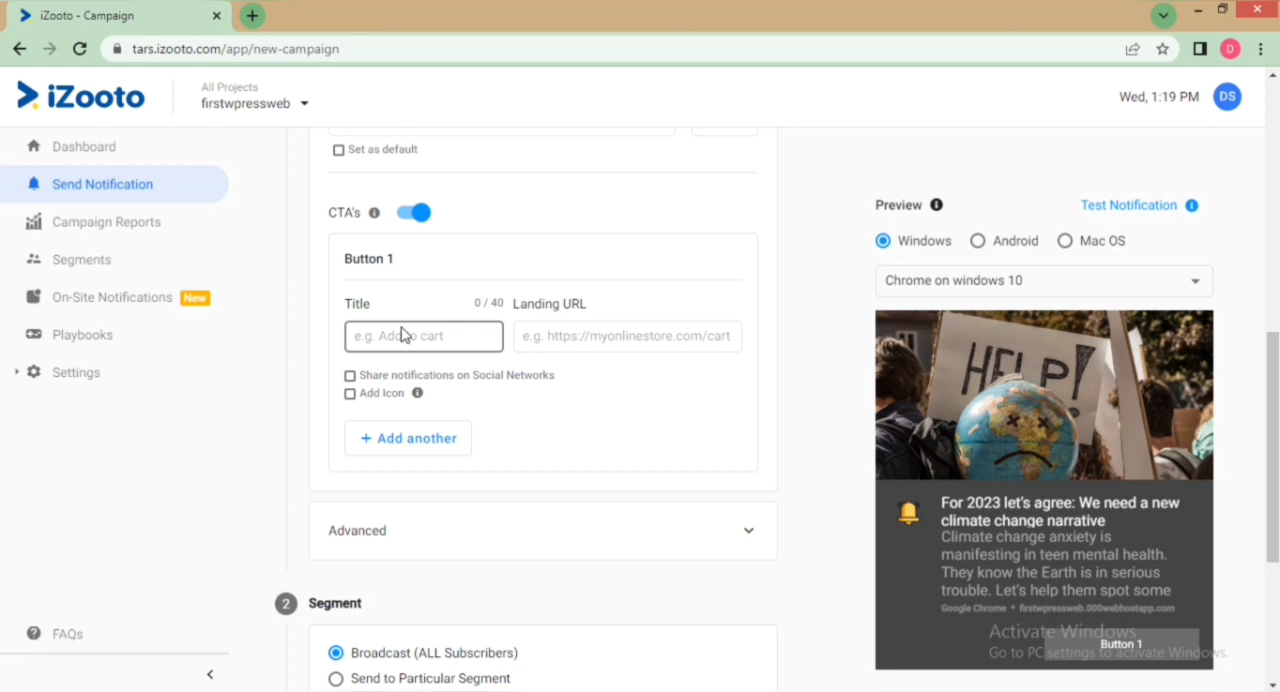 iZooto - Campaign
tars.izooto.com/app/new-campaign
D
iZooto
All Projects
firstwpressweb
Wed, 1:19 PM
DS
Dashboard
Send Notification
Campaign Reports
Segments
On-Site Notifications New
Playbooks
Settings
FAQs
Set as default
CTA's
Button 1
Title 0 / 40 Landing URL
e.g. Add to cart e.g. https://myonlinestore.com/cart
Share notifications on Social Networks
Add Icon
+ Add another
Advanced
2 Segment
Broadcast (ALL Subscribers)
Send to Particular Segment
Preview Test Notification
Windows Android Mac OS
Chrome on windows 10
HELP!
For 2023 let's agree: We need a new
climate change narrative
Climate change anxiety is
manifesting in teen mental health.
They know the Earth is in serious
trouble. Let's help them spot some
Google Chrome • firstwpressweb.000webhostapp.com
Button 1
Activate Windows
Go to PC settings to activate Windows.